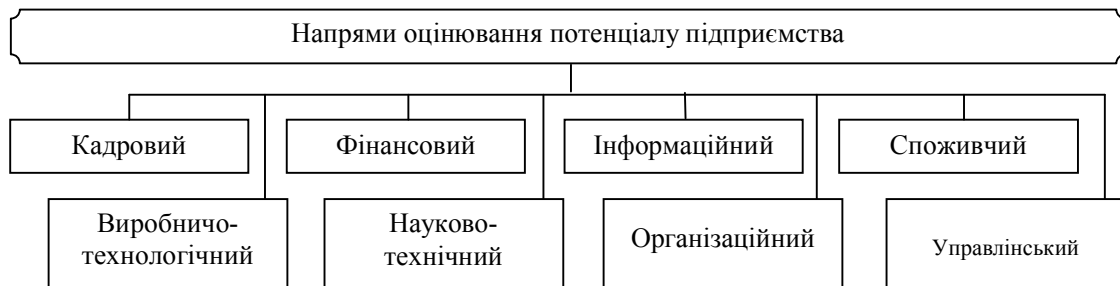 Напрями оцінювання потенціалу підприємства
Кадровий
Фінансовий
Інформаційний
Споживчий
Виробничо-
технологічний
Науково-
технічний
Організаційний
Управлінський